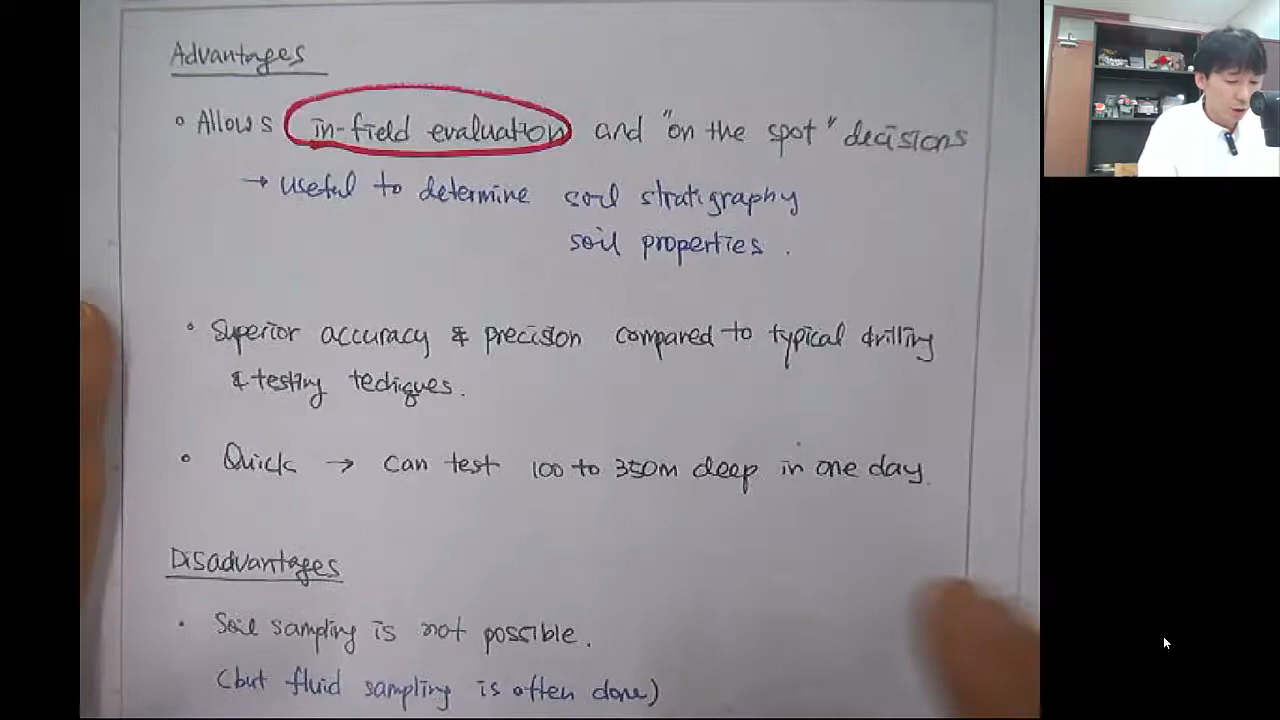 Advantages
• Allows in-field evaluation and "on the spot" decisions
→ useful to determine soil stratigraphy
soil properties.
• Superior accuracy & precision compared to typical drilling
& testing techiques.
• Quick → can test 100 to 350m deep in one day.
Disadvantages
• Soil sampling is not possible.
(but fluid sampling is often done)